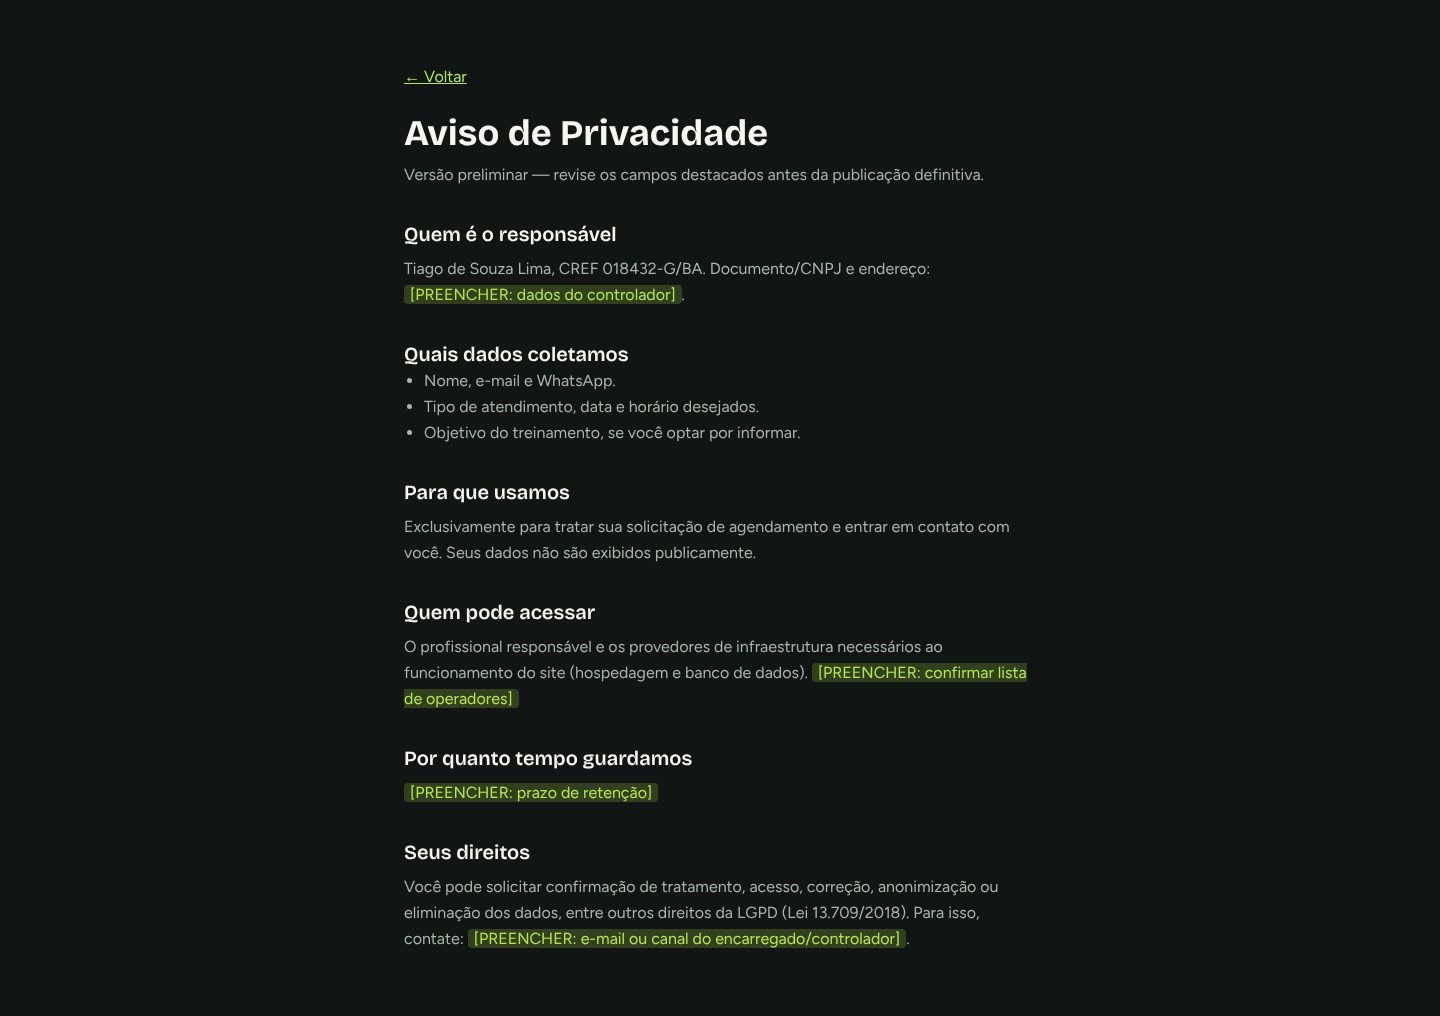 ← Voltar
Aviso de Privacidade
Versão preliminar — revise os campos destacados antes da publicação definitiva.
Quem é o responsável
Tiago de Souza Lima, CREF 018432-G/BA. Documento/CNPJ e endereço:
[PREENCHER: dados do controlador].
Quais dados coletamos
• Nome, e-mail e WhatsApp.
• Tipo de atendimento, data e horário desejados.
• Objetivo do treinamento, se você optar por informar.
Para que usamos
Exclusivamente para tratar sua solicitação de agendamento e entrar em contato com
você. Seus dados não são exibidos publicamente.
Quem pode acessar
O profissional responsável e os provedores de infraestrutura necessários ao
funcionamento do site (hospedagem e banco de dados). [PREENCHER: confirmar lista
de operadores]
Por quanto tempo guardamos
[PREENCHER: prazo de retenção]
Seus direitos
Você pode solicitar confirmação de tratamento, acesso, correção, anonimização ou
eliminação dos dados, entre outros direitos da LGPD (Lei 13.709/2018). Para isso,
contate: [PREENCHER: e-mail ou canal do encarregado/controlador].